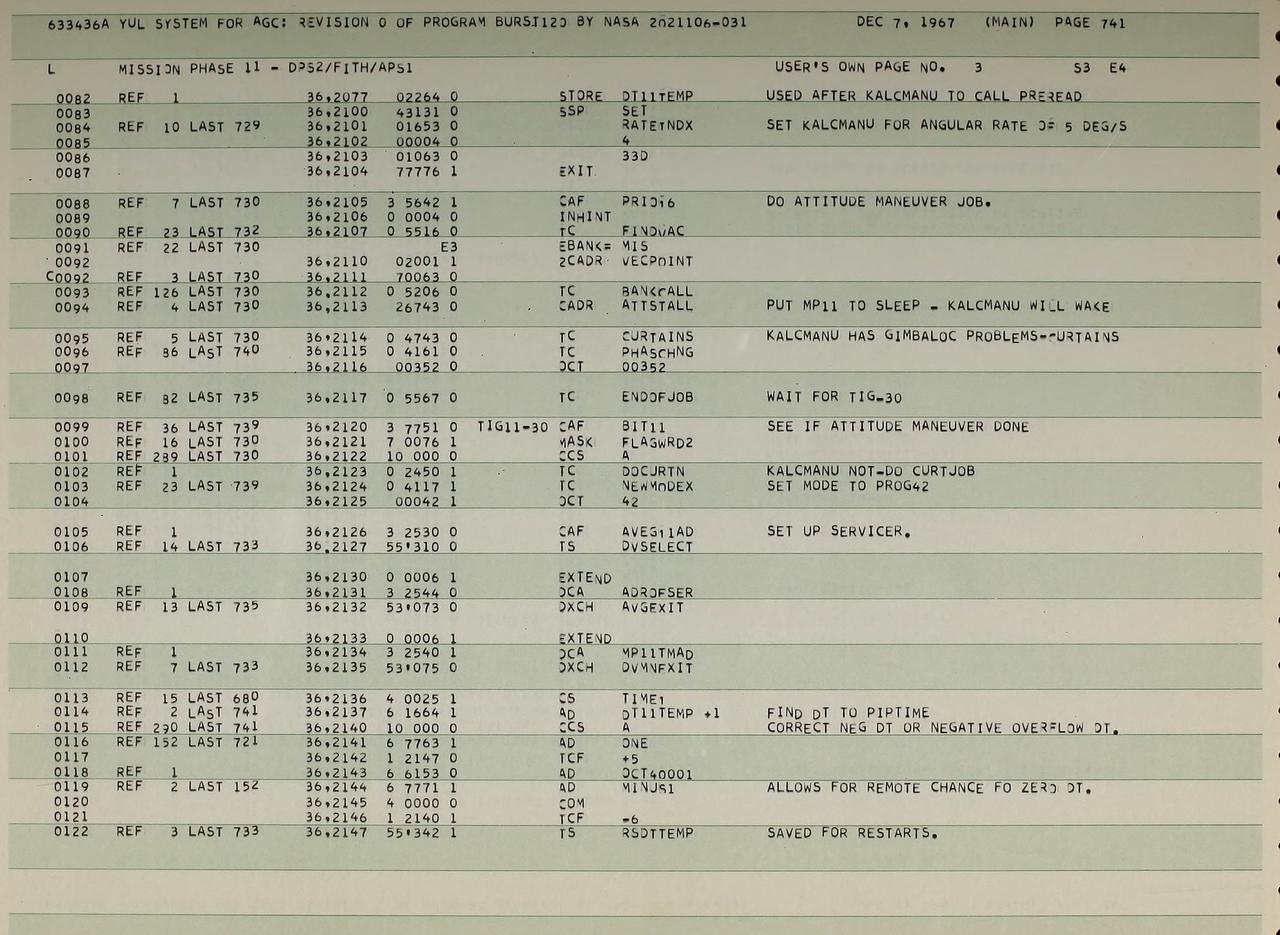 633436A YUL SYSTEM FOR AGC: REVISION 0 OF PROGRAM BURST120 BY NASA 2021106-031 DEC 7, 1967 (MAIN) PAGE 741
L MISSION PHASE 11 - DPS2/FITH/APS1 USER'S OWN PAGE NO. 3 S3 E4
0082 REF 1 36,2077 02264 0 STORE DT11TEMP USED AFTER KALCMANU TO CALL PREREAD
0083 36,2100 43131 0 SSP SET
0084 REF 10 LAST 729 36,2101 01653 0 RATEINDX SET KALCMANU FOR ANGULAR RATE OF 5 DEG/S
0085 36,2102 00004 0 4
0086 36,2103 01063 0 33D
0087 36,2104 77776 1 EXIT
0088 REF 7 LAST 730 36,2105 3 5642 1 CAF PRIO16 DO ATTITUDE MANEUVER JOB.
0089 36,2106 0 0004 0 INHINT
0090 REF 23 LAST 732 36,2107 0 5516 0 TC FINDVAC
0091 REF 22 LAST 730 E3 EBANK= MIS
0092 36,2110 02001 1 2CADR VECPOINT
C0092 REF 3 LAST 730 36,2111 70063 0
0093 REF 126 LAST 730 36,2112 0 5206 0 TC BANKCALL
0094 REF 4 LAST 730 36,2113 26743 0 CADR ATTSTALL PUT MP11 TO SLEEP - KALCMANU WILL WAKE
0095 REF 5 LAST 730 36,2114 0 4743 0 TC CURTAINS KALCMANU HAS GIMBALOC PROBLEMS-CURTAINS
0096 REF 86 LAST 740 36,2115 0 4161 0 TC PHASCHNG
0097 36,2116 00352 0 OCT 00352
0098 REF 82 LAST 735 36,2117 0 5567 0 TC ENDOFJOB WAIT FOR TIG-30
0099 REF 36 LAST 739 36,2120 3 7751 0 TIG11-30 CAF BIT11 SEE IF ATTITUDE MANEUVER DONE
0100 REF 16 LAST 730 36,2121 7 0076 1 MASK FLAGWRD2
0101 REF 289 LAST 730 36,2122 10 000 0 CCS A
0102 REF 1 36,2123 0 2450 1 TC DOCURTN KALCMANU NOT-DO CURTJOB
0103 REF 23 LAST 739 36,2124 0 4117 1 TC NEWMODEX SET MODE TO PROG42
0104 36,2125 00042 1 OCT 42
0105 REF 1 36,2126 3 2530 0 CAF AVEG11AD SET UP SERVICER.
0106 REF 14 LAST 733 36,2127 55'310 0 TS DVSELECT
0107 36,2130 0 0006 1 EXTEND
0108 REF 1 36,2131 3 2544 0 DCA ADROFSER
0109 REF 13 LAST 735 36,2132 53'073 0 DXCH AVGEXIT
0110 36,2133 0 0006 1 EXTEND
0111 REF 1 36,2134 3 2540 1 DCA MP11TMAD
0112 REF 7 LAST 733 36,2135 53'075 0 DXCH DVMNEXIT
0113 REF 15 LAST 680 36,2136 4 0025 1 CS TIME1
0114 REF 2 LAST 741 36,2137 6 1664 1 AD DT11TEMP +1 FIND DT TO PIPTIME
0115 REF 290 LAST 741 36,2140 10 000 0 CCS A CORRECT NEG DT OR NEGATIVE OVERFLOW DT.
0116 REF 152 LAST 721 36,2141 6 7763 1 AD ONE
0117 36,2142 1 2147 0 TCF +5
0118 REF 1 36,2143 6 6153 0 AD OCT40001
0119 REF 2 LAST 152 36,2144 6 7771 1 AD MINUS1 ALLOWS FOR REMOTE CHANCE FO ZERO DT.
0120 36,2145 4 0000 0 COM
0121 36,2146 1 2140 1 TCF -6
0122 REF 3 LAST 733 36,2147 55'342 1 TS RSDTTEMP SAVED FOR RESTARTS.